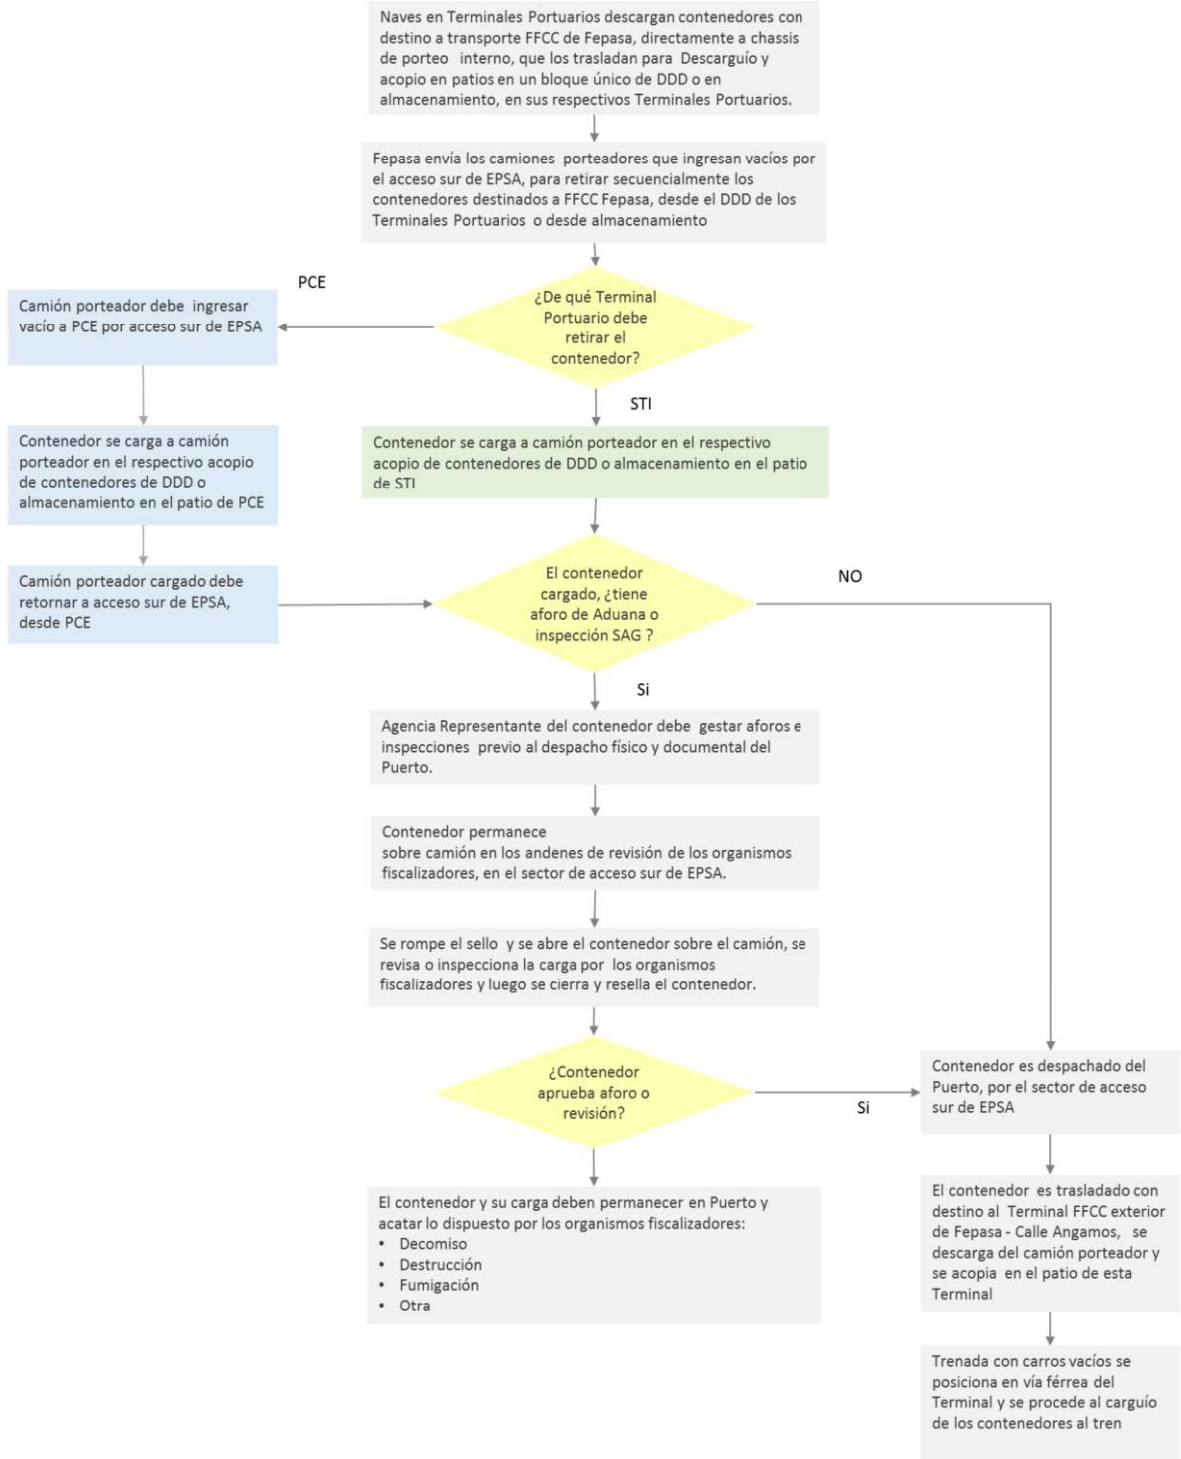 Naves en Terminales Portuarios descargan contenedores con
destino a transporte FFCC de Fepasa, directamente a chassis
de porteo interno, que los trasladan para Descarguío y
acopio en patios en un bloque único de DDD o en
almacenamiento, en sus respectivos Terminales Portuarios.
Fepasa envía los camiones porteadores que ingresan vacíos por
el acceso sur de EPSA, para retirar secuencialmente los
contenedores destinados a FFCC Fepasa, desde el DDD de los
Terminales Portuarios o desde almacenamiento
¿De qué Terminal
Portuario debe
retirar el
contenedor?
PCE
Camión porteador debe ingresar
vacío a PCE por acceso sur de EPSA
STI
Contenedor se carga a camión
porteador en el respectivo acopio
de contenedores de DDD o
almacenamiento en el patio de PCE
Contenedor se carga a camión porteador en el respectivo
acopio de contenedores de DDD o almacenamiento en el patio
de STI
Camión porteador cargado debe
retornar a acceso sur de EPSA,
desde PCE
El contenedor
cargado, ¿tiene
aforo de Aduana o
inspección SAG ?
NO
Si
Agencia Representante del contenedor debe gestar aforos e
inspecciones previo al despacho físico y documental del
Puerto.
Contenedor permanece
sobre camión en los andenes de revisión de los organismos
fiscalizadores, en el sector de acceso sur de EPSA.
Se rompe el sello y se abre el contenedor sobre el camión, se
revisa o inspecciona la carga por los organismos
fiscalizadores y luego se cierra y resella el contenedor.
¿Contenedor
aprueba aforo o
revisión?
Si
Contenedor es despachado del
Puerto, por el sector de acceso
sur de EPSA
El contenedor y su carga deben permanecer en Puerto y
acatar lo dispuesto por los organismos fiscalizadores:
• Decomiso
• Destrucción
• Fumigación
• Otra
El contenedor es trasladado con
destino al Terminal FFCC exterior
de Fepasa - Calle Angamos, se
descarga del camión porteador y
se acopia en el patio de esta
Terminal
Trenada con carros vacíos se
posiciona en vía férrea del
Terminal y se procede al carguío
de los contenedores al tren